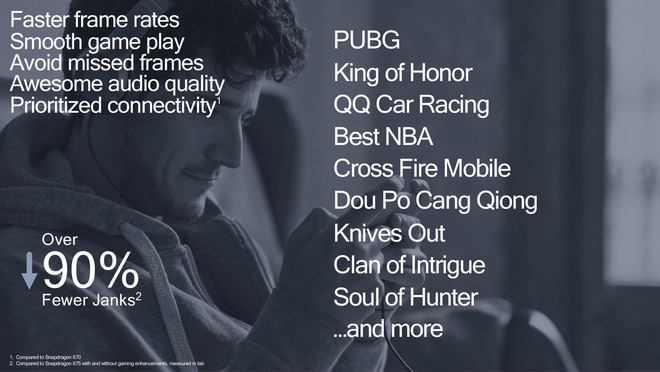 Faster frame rates
Smooth game play
Avoid missed frames
Awesome audio quality
Prioritized connectivity¹
Over
90%
Fewer Janks²
PUBG
King of Honor
QQ Car Racing
Best NBA
Cross Fire Mobile
Dou Po Cang Qiong
Knives Out
Clan of Intrigue
Soul of Hunter
...and more
1. Compared to Snapdragon 670
2. Compared to Snapdragon 675 with and without gaming enhancements, measured in lab